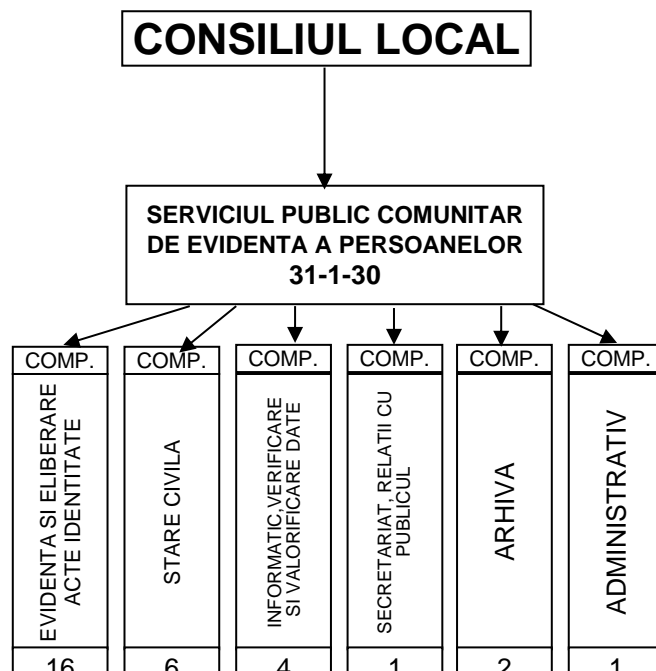 CONSILIUL LOCAL
SERVICIUL PUBLIC COMUNITAR
DE EVIDENTA A PERSOANELOR
31-1-30
COMP.
EVIDENTA SI ELIBERARE
ACTE IDENTITATE
16
COMP.
STARE CIVILA
6
COMP.
INFORMATIC,VERIFICARE
SI VALORIFICARE DATE
4
COMP.
SECRETARIAT, RELATII CU
PUBLICUL
1
COMP.
ARHIVA
2
COMP.
ADMINISTRATIV
1